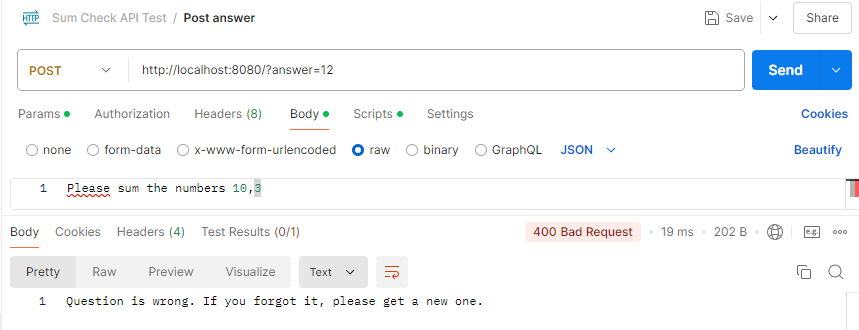 HTTP Sum Check API Test / Post answer Save Share
POST http://localhost:8080/?answer=12 Send
Params Authorization Headers (8) Body Scripts Settings Cookies
none form-data x-www-form-urlencoded raw binary GraphQL JSON Beautify
1 Please sum the numbers 10,3
Body Cookies Headers (4) Test Results (0/1) 400 Bad Request • 19 ms • 202 B e.g.
Pretty Raw Preview Visualize Text
1 Question is wrong. If you forgot it, please get a new one.